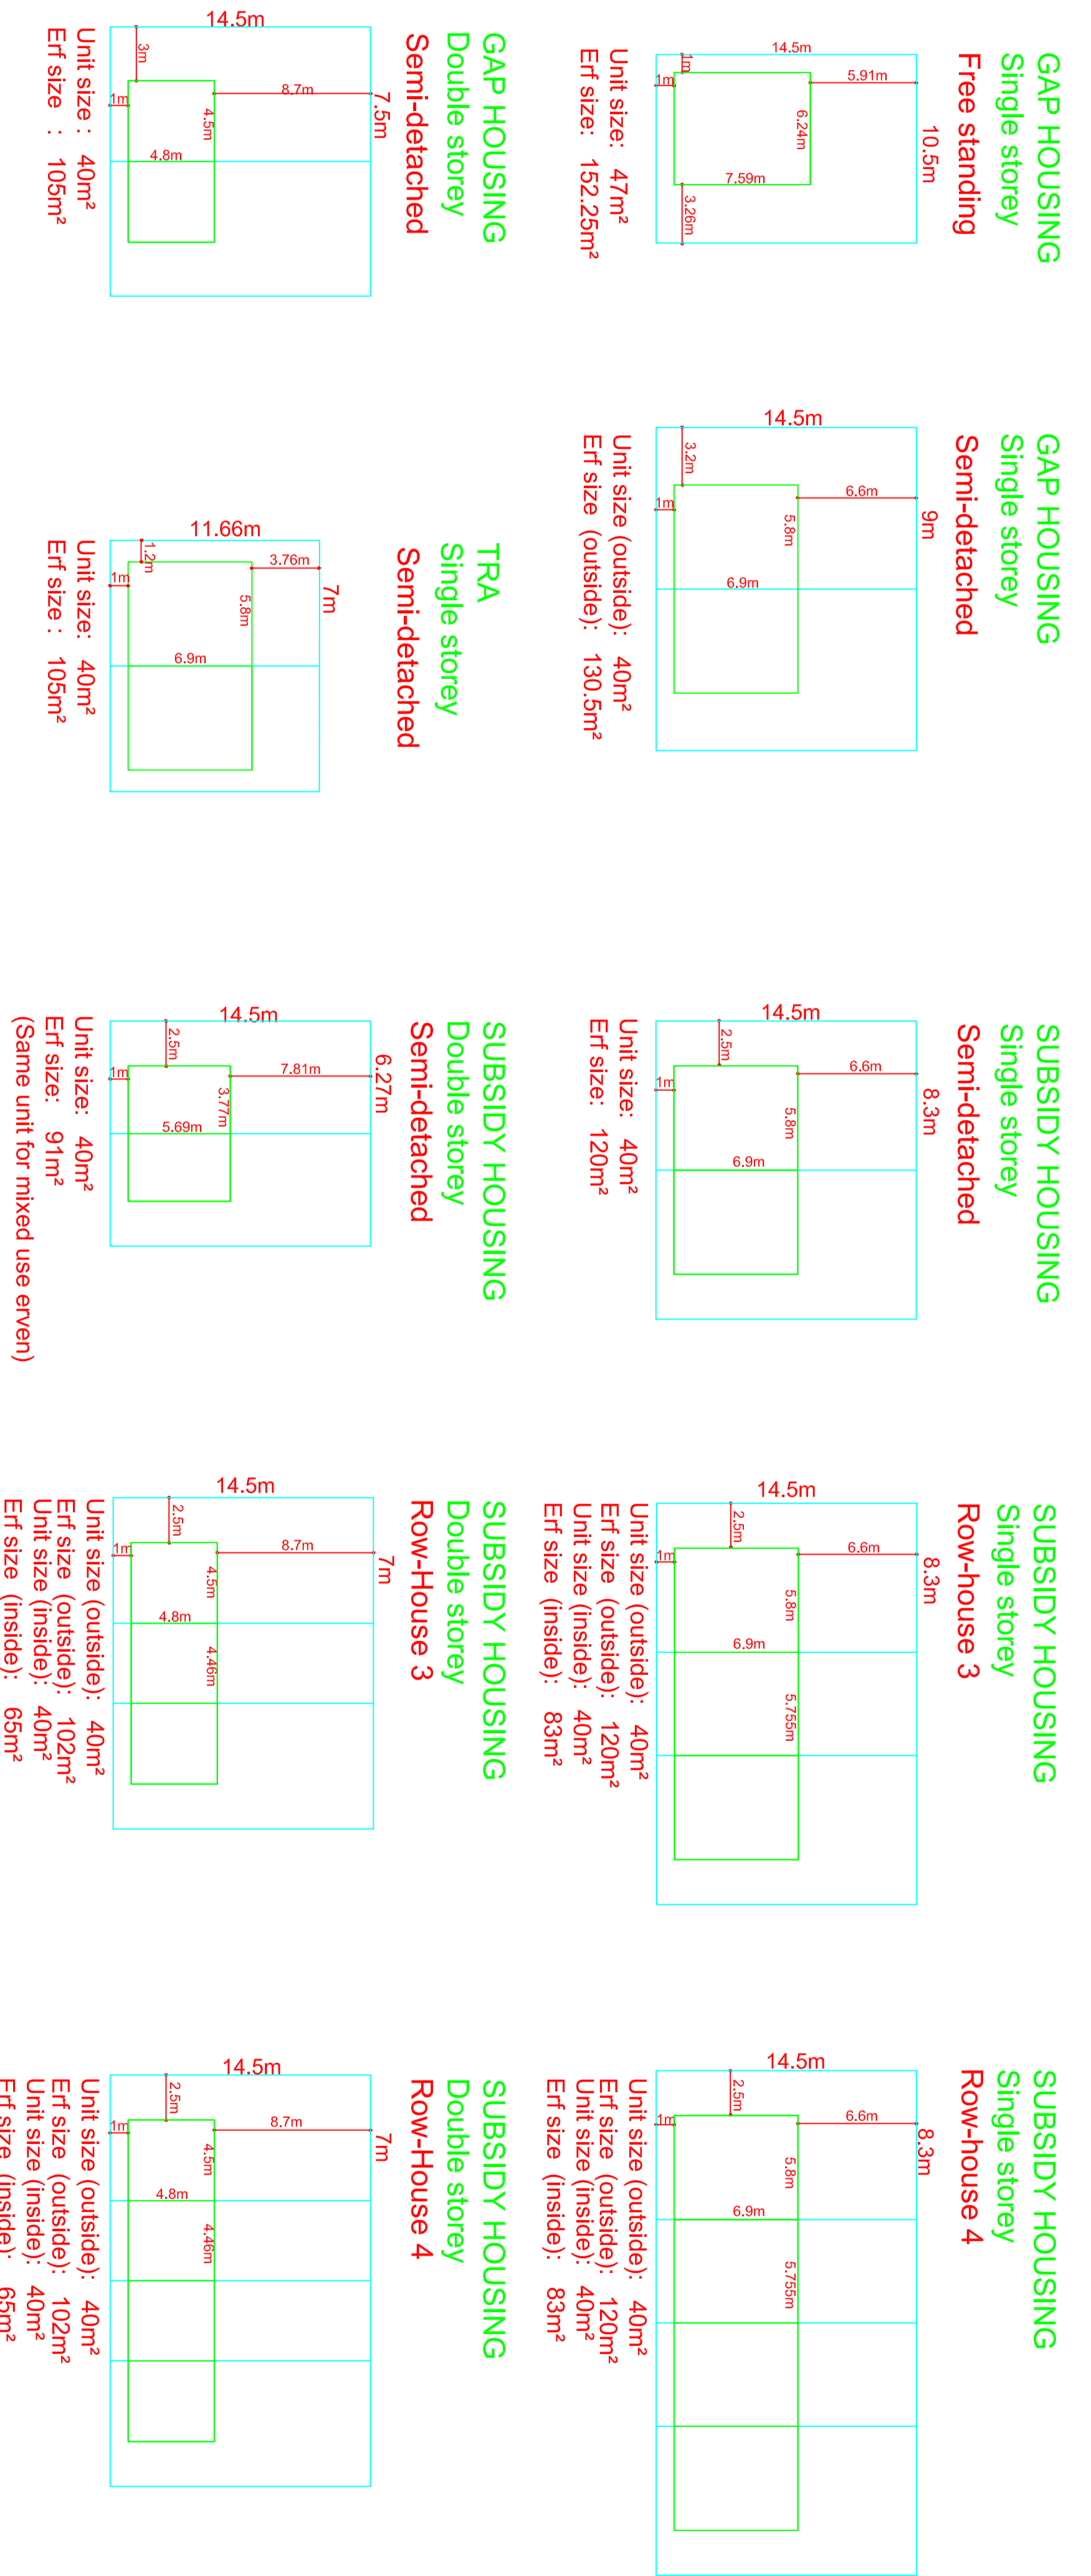 GAP HOUSING
Single storey
Free standing
14.5m
10.5m
1m
1m
5.91m
6.24m
7.59m
3.26m
Unit size: 47m²
Erf size: 152.25m²
GAP HOUSING
Single storey
Semi-detached
14.5m
9m
3.2m
1m
6.6m
5.8m
6.9m
Unit size (outside): 40m²
Erf size (outside): 130.5m²
SUBSIDY HOUSING
Single storey
Semi-detached
14.5m
8.3m
2.5m
1m
6.6m
5.8m
6.9m
Unit size: 40m²
Erf size: 120m²
SUBSIDY HOUSING
Single storey
Row-house 3
14.5m
8.3m
2.5m
1m
6.6m
5.8m
6.9m
5.755m
Unit size (outside): 40m²
Erf size (outside): 120m²
Unit size (inside): 40m²
Erf size (inside): 83m²
SUBSIDY HOUSING
Single storey
Row-house 4
14.5m
8.3m
2.5m
1m
6.6m
5.8m
6.9m
5.755m
Unit size (outside): 40m²
Erf size (outside): 120m²
Unit size (inside): 40m²
Erf size (inside): 83m²
GAP HOUSING
Double storey
Semi-detached
14.5m
7.5m
3m
1m
8.7m
4.5m
4.8m
Unit size : 40m²
Erf size : 105m²
TRA
Single storey
Semi-detached
11.66m
7m
1.2m
1m
3.76m
5.8m
6.9m
Unit size: 40m²
Erf size : 105m²
SUBSIDY HOUSING
Double storey
Semi-detached
14.5m
6.27m
2.5m
1m
7.81m
3.77m
5.69m
Unit size: 40m²
Erf size: 91m²
(Same unit for mixed use erven)
SUBSIDY HOUSING
Double storey
Row-House 3
14.5m
7m
2.5m
1m
8.7m
4.5m
4.8m
4.46m
Unit size (outside): 40m²
Erf size (outside): 102m²
Unit size (inside): 40m²
Erf size (inside): 65m²
SUBSIDY HOUSING
Double storey
Row-House 4
14.5m
7m
2.5m
1m
8.7m
4.5m
4.8m
4.46m
Unit size (outside): 40m²
Erf size (outside): 102m²
Unit size (inside): 40m²
Erf size (inside): 65m²